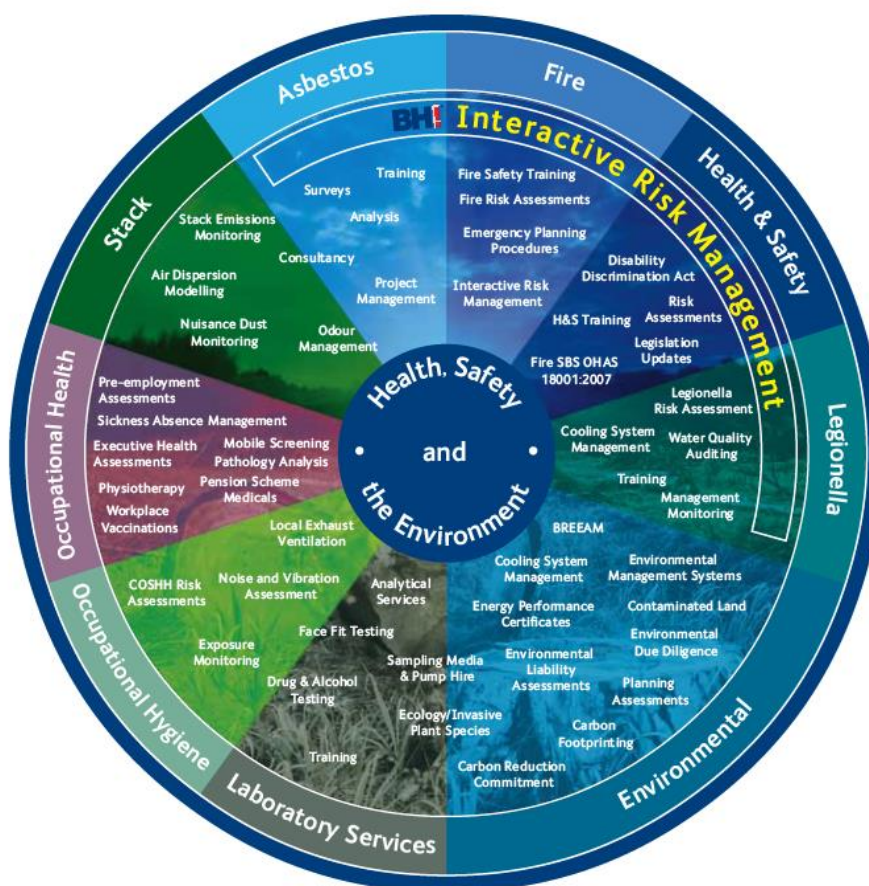 Asbestos
Fire
Health & Safety
Legionella
Environmental
Laboratory Services
Occupational Hygiene
Occupational Health
Stack
BH! Interactive Risk Management
Training
Surveys
Analysis
Consultancy
Project
Management
Fire Safety Training
Fire Risk Assessments
Emergency Planning
Procedures
Interactive Risk
Management
Disability
Discrimination Act
Risk
Assessments
H&S Training
Legislation
Updates
Fire SBS OHAS
18001:2007
Legionella
Risk Assessment
Cooling System
Management
Water Quality
Auditing
Training
Management
Monitoring
BREEAM
Cooling System
Management
Environmental
Management Systems
Energy Performance
Certificates
Contaminated Land
Environmental
Due Diligence
Environmental
Liability
Assessments
Planning
Assessments
Carbon
Footprinting
Carbon Reduction
Commitment
Analytical
Services
Face Fit Testing
Sampling Media
& Pump Hire
Drug & Alcohol
Testing
Ecology/Invasive
Plant Species
Training
Local Exhaust
Ventilation
COSHH Risk
Assessments
Noise and Vibration
Assessment
Exposure
Monitoring
Pre-employment
Assessments
Sickness Absence Management
Executive Health
Assessments
Mobile Screening
Pathology Analysis
Physiotherapy
Pension Scheme
Medicals
Workplace
Vaccinations
Stack Emissions
Monitoring
Air Dispersion
Modelling
Nuisance Dust
Monitoring
Odour
Management
Health, Safety
• and •
the Environment